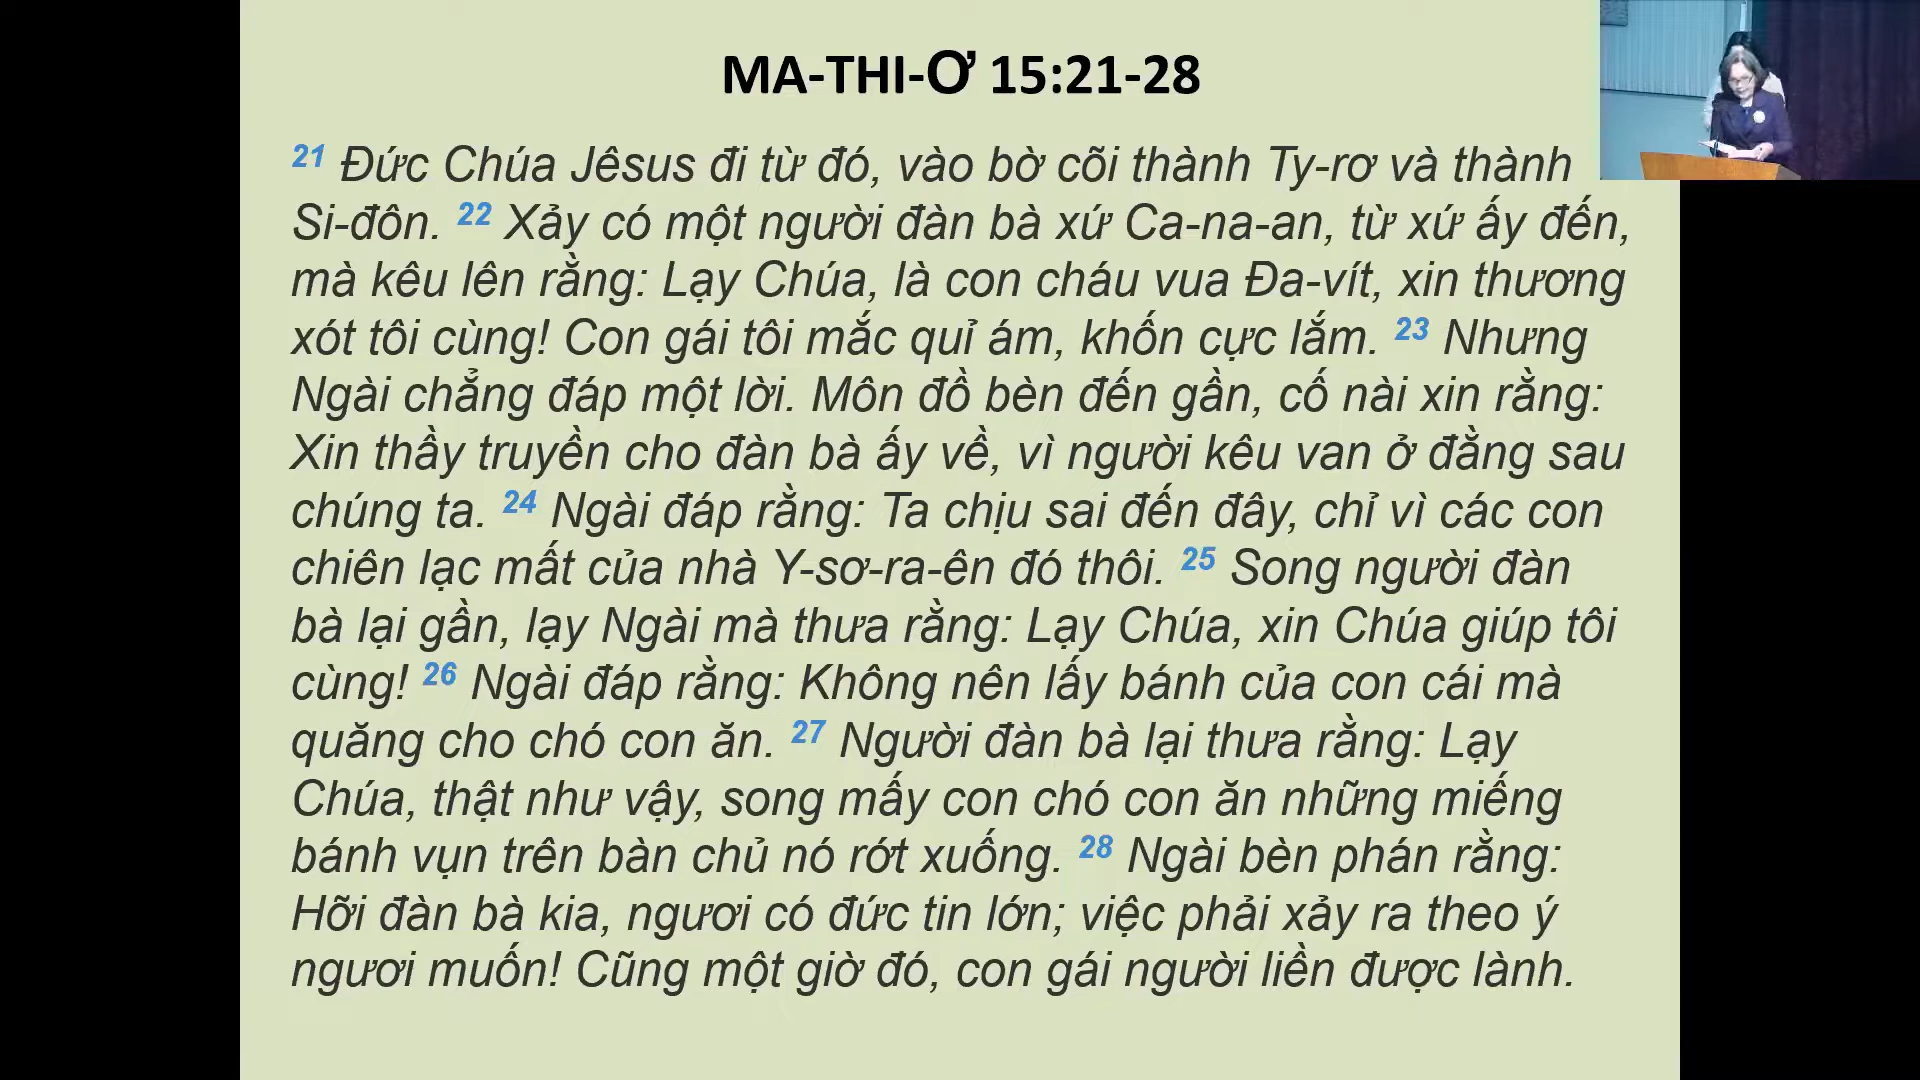 MA-THI-Ơ 15:21-28
21 Đức Chúa Jêsus đi từ đó, vào bờ cõi thành Ty-rơ và thành
Si-đôn. 22 Xảy có một người đàn bà xứ Ca-na-an, từ xứ ấy đến,
mà kêu lên rằng: Lạy Chúa, là con cháu vua Đa-vít, xin thương
xót tôi cùng! Con gái tôi mắc quỉ ám, khốn cực lắm. 23 Nhưng
Ngài chẳng đáp một lời. Môn đồ bèn đến gần, cố nài xin rằng:
Xin thầy truyền cho đàn bà ấy về, vì người kêu van ở đằng sau
chúng ta. 24 Ngài đáp rằng: Ta chịu sai đến đây, chỉ vì các con
chiên lạc mất của nhà Y-sơ-ra-ên đó thôi. 25 Song người đàn
bà lại gần, lạy Ngài mà thưa rằng: Lạy Chúa, xin Chúa giúp tôi
cùng! 26 Ngài đáp rằng: Không nên lấy bánh của con cái mà
quăng cho chó con ăn. 27 Người đàn bà lại thưa rằng: Lạy
Chúa, thật như vậy, song mấy con chó con ăn những miếng
bánh vụn trên bàn chủ nó rớt xuống. 28 Ngài bèn phán rằng:
Hỡi đàn bà kia, ngươi có đức tin lớn; việc phải xảy ra theo ý
ngươi muốn! Cũng một giờ đó, con gái người liền được lành.